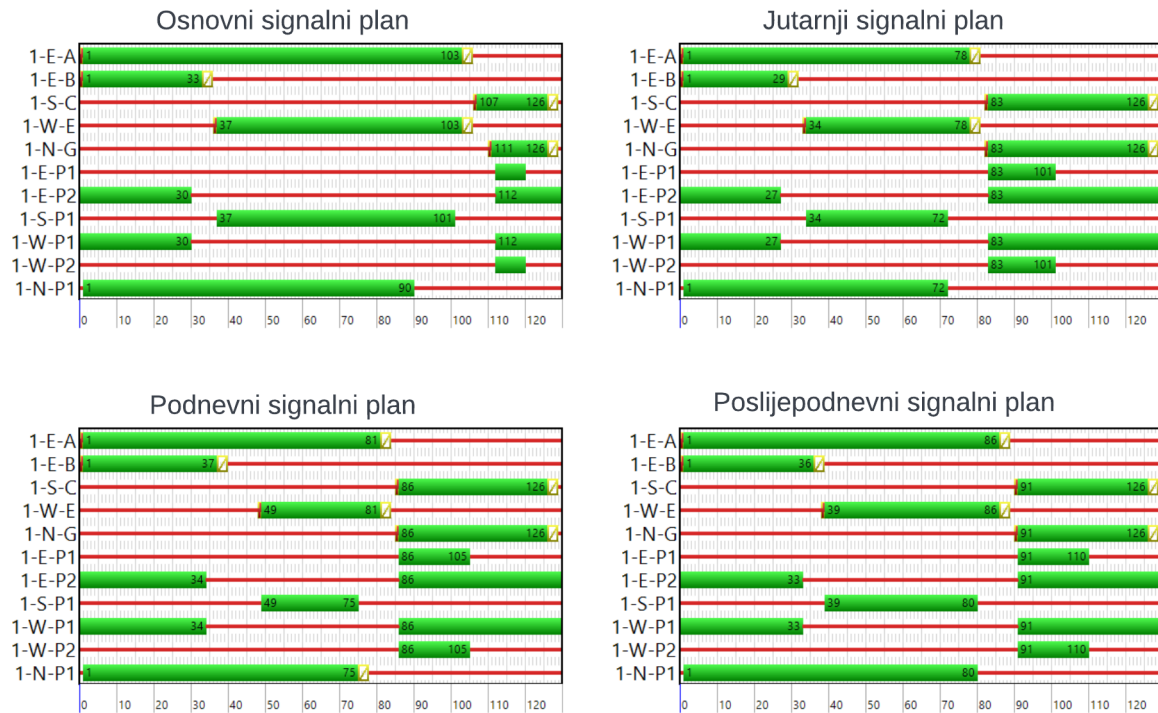 Osnovni signalni plan
1-E-A 1 103
1-E-B 1 33
1-S-C 107 126
1-W-E 37 103
1-N-G 111 126
1-E-P1
1-E-P2 30 112
1-S-P1 37 101
1-W-P1 30 112
1-W-P2
1-N-P1 1 90
0 10 20 30 40 50 60 70 80 90 100 110 120
Jutarnji signalni plan
1-E-A 1 78
1-E-B 1 29
1-S-C 83 126
1-W-E 34 78
1-N-G 83 126
1-E-P1 83 101
1-E-P2 27 83
1-S-P1 34 72
1-W-P1 27 83
1-W-P2 83 101
1-N-P1 1 72
0 10 20 30 40 50 60 70 80 90 100 110 120
Podnevni signalni plan
1-E-A 1 81
1-E-B 1 37
1-S-C 86 126
1-W-E 49 81
1-N-G 86 126
1-E-P1 86 105
1-E-P2 34 86
1-S-P1 49 75
1-W-P1 34 86
1-W-P2 86 105
1-N-P1 1 75
0 10 20 30 40 50 60 70 80 90 100 110 120
Poslijepodnevni signalni plan
1-E-A 1 86
1-E-B 1 36
1-S-C 91 126
1-W-E 39 86
1-N-G 91 126
1-E-P1 91 110
1-E-P2 33 91
1-S-P1 39 80
1-W-P1 33 91
1-W-P2 91 110
1-N-P1 1 80
0 10 20 30 40 50 60 70 80 90 100 110 120